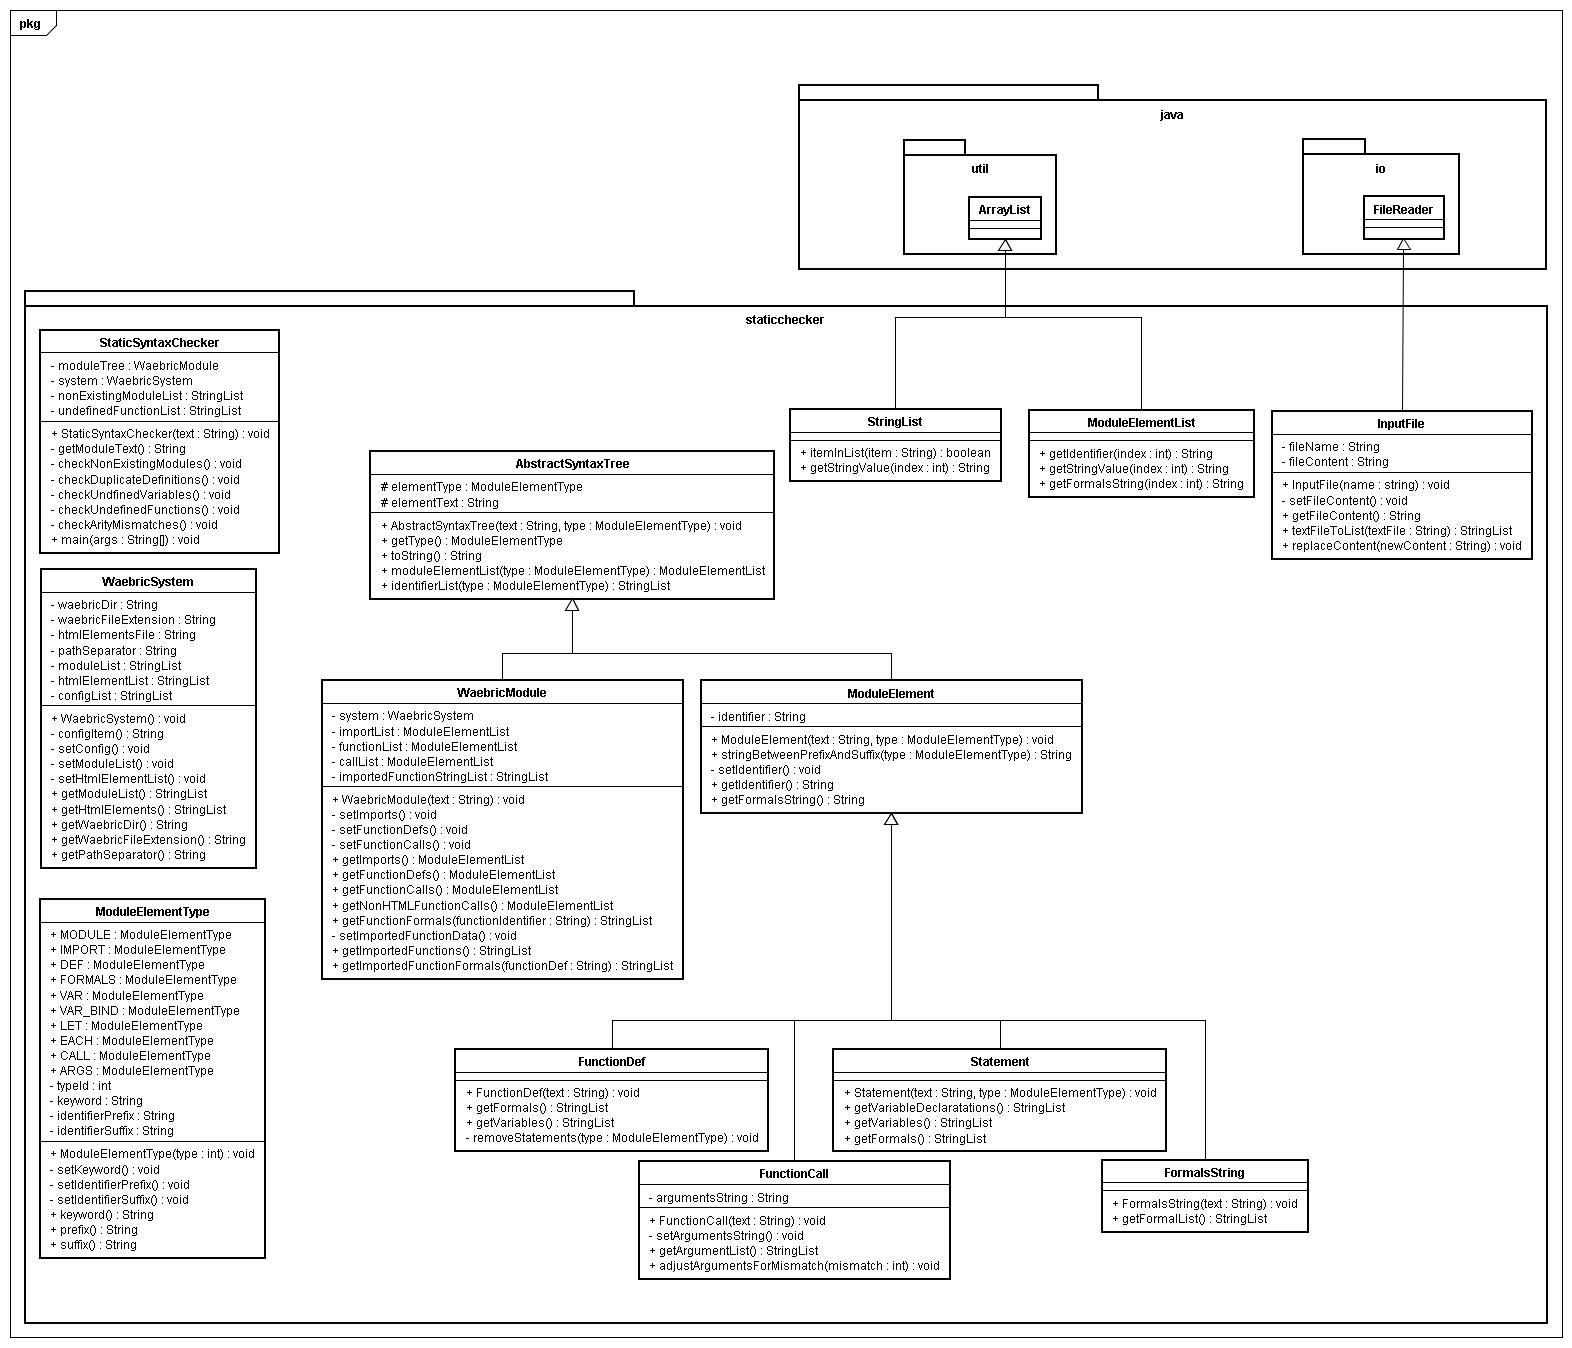 pkg
java
util
ArrayList
io
FileReader
staticchecker
StaticSyntaxChecker
- moduleTree : WaebricModule
- system : WaebricSystem
- nonExistingModuleList : StringList
- undefinedFunctionList : StringList
+ StaticSyntaxChecker(text : String) : void
- getModuleText() : String
- checkNonExistingModules() : void
- checkDuplicateDefinitions() : void
- checkUndfinedVariables() : void
- checkUndefinedFunctions() : void
- checkArityMismatches() : void
+ main(args : String[]) : void
WaebricSystem
- waebricDir : String
- waebricFileExtension : String
- htmlElementsFile : String
- pathSeparator : String
- moduleList : StringList
- htmlElementList : StringList
- configList : StringList
+ WaebricSystem() : void
- configItem() : String
- setConfig() : void
- setModuleList() : void
- setHtmlElementList() : void
+ getModuleList() : StringList
+ getHtmlElements() : StringList
+ getWaebricDir() : String
+ getWaebricFileExtension() : String
+ getPathSeparator() : String
ModuleElementType
+ MODULE : ModuleElementType
+ IMPORT : ModuleElementType
+ DEF : ModuleElementType
+ FORMALS : ModuleElementType
+ VAR : ModuleElementType
+ VAR_BIND : ModuleElementType
+ LET : ModuleElementType
+ EACH : ModuleElementType
+ CALL : ModuleElementType
+ ARGS : ModuleElementType
- typeId : int
- keyword : String
- identifierPrefix : String
- identifierSuffix : String
+ ModuleElementType(type : int) : void
- setKeyword() : void
- setIdentifierPrefix() : void
- setIdentifierSuffix() : void
+ keyword() : String
+ prefix() : String
+ suffix() : String
AbstractSyntaxTree
# elementType : ModuleElementType
# elementText : String
+ AbstractSyntaxTree(text : String, type : ModuleElementType) : void
+ getType() : ModuleElementType
+ toString() : String
+ moduleElementList(type : ModuleElementType) : ModuleElementList
+ identifierList(type : ModuleElementType) : StringList
StringList
+ itemInList(item : String) : boolean
+ getStringValue(index : int) : String
ModuleElementList
+ getIdentifier(index : int) : String
+ getStringValue(index : int) : String
+ getFormalsString(index : int) : String
InputFile
- fileName : String
- fileContent : String
+ InputFile(name : string) : void
- setFileContent() : void
+ getFileContent() : String
+ textFileToList(textFile : String) : StringList
+ replaceContent(newContent : String) : void
WaebricModule
- system : WaebricSystem
- importList : ModuleElementList
- functionList : ModuleElementList
- callList : ModuleElementList
- importedFunctionStringList : StringList
+ WaebricModule(text : String) : void
- setImports() : void
- setFunctionDefs() : void
- setFunctionCalls() : void
+ getImports() : ModuleElementList
+ getFunctionDefs() : ModuleElementList
+ getFunctionCalls() : ModuleElementList
+ getNonHTMLFunctionCalls() : ModuleElementList
+ getFunctionFormals(functionIdentifier : String) : StringList
- setImportedFunctionData() : void
+ getImportedFunctions() : StringList
+ getImportedFunctionFormals(functionDef : String) : StringList
ModuleElement
- identifier : String
+ ModuleElement(text : String, type : ModuleElementType) : void
+ stringBetweenPrefixAndSuffix(type : ModuleElementType) : String
- setIdentifier() : void
+ getIdentifier() : String
+ getFormalsString() : String
FunctionDef
+ FunctionDef(text : String) : void
+ getFormals() : StringList
+ getVariables() : StringList
- removeStatements(type : ModuleElementType) : void
Statement
+ Statement(text : String, type : ModuleElementType) : void
+ getVariableDeclaratations() : StringList
+ getVariables() : StringList
+ getFormals() : StringList
FunctionCall
- argumentsString : String
+ FunctionCall(text : String) : void
- setArgumentsString() : void
+ getArgumentList() : StringList
+ adjustArgumentsForMismatch(mismatch : int) : void
FormalsString
+ FormalsString(text : String) : void
+ getFormalList() : StringList